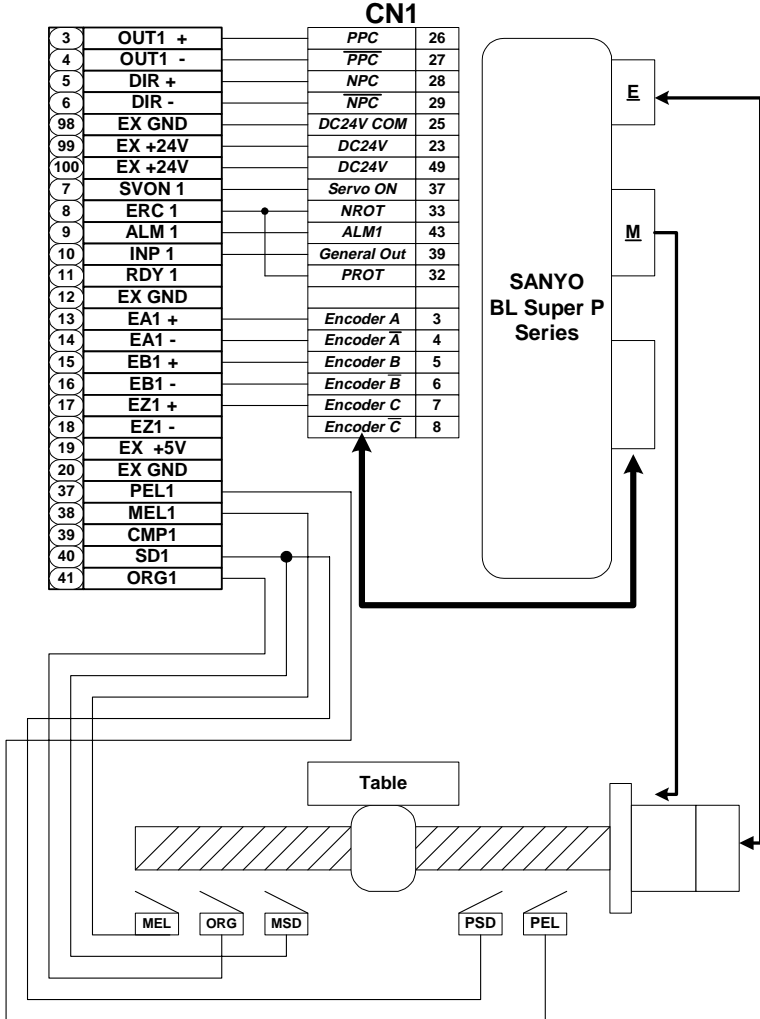 CN1
3 OUT1 + PPC 26
4 OUT1 - P̅P̅C̅ 27
5 DIR + NPC 28
6 DIR - N̅P̅C̅ 29
98 EX GND DC24V COM 25
99 EX +24V DC24V 23
100 EX +24V DC24V 49
7 SVON 1 Servo ON 37
8 ERC 1 NROT 33
9 ALM 1 ALM1 43
10 INP 1 General Out 39
11 RDY 1 PROT 32
12 EX GND
13 EA1 + Encoder A 3
14 EA1 - Encoder A̅ 4
15 EB1 + Encoder B 5
16 EB1 - Encoder B̅ 6
17 EZ1 + Encoder C 7
18 EZ1 - Encoder C̅ 8
19 EX +5V
20 EX GND
37 PEL1
38 MEL1
39 CMP1
40 SD1
41 ORG1
E
M
SANYO
BL Super P
Series
Table
MEL ORG MSD PSD PEL